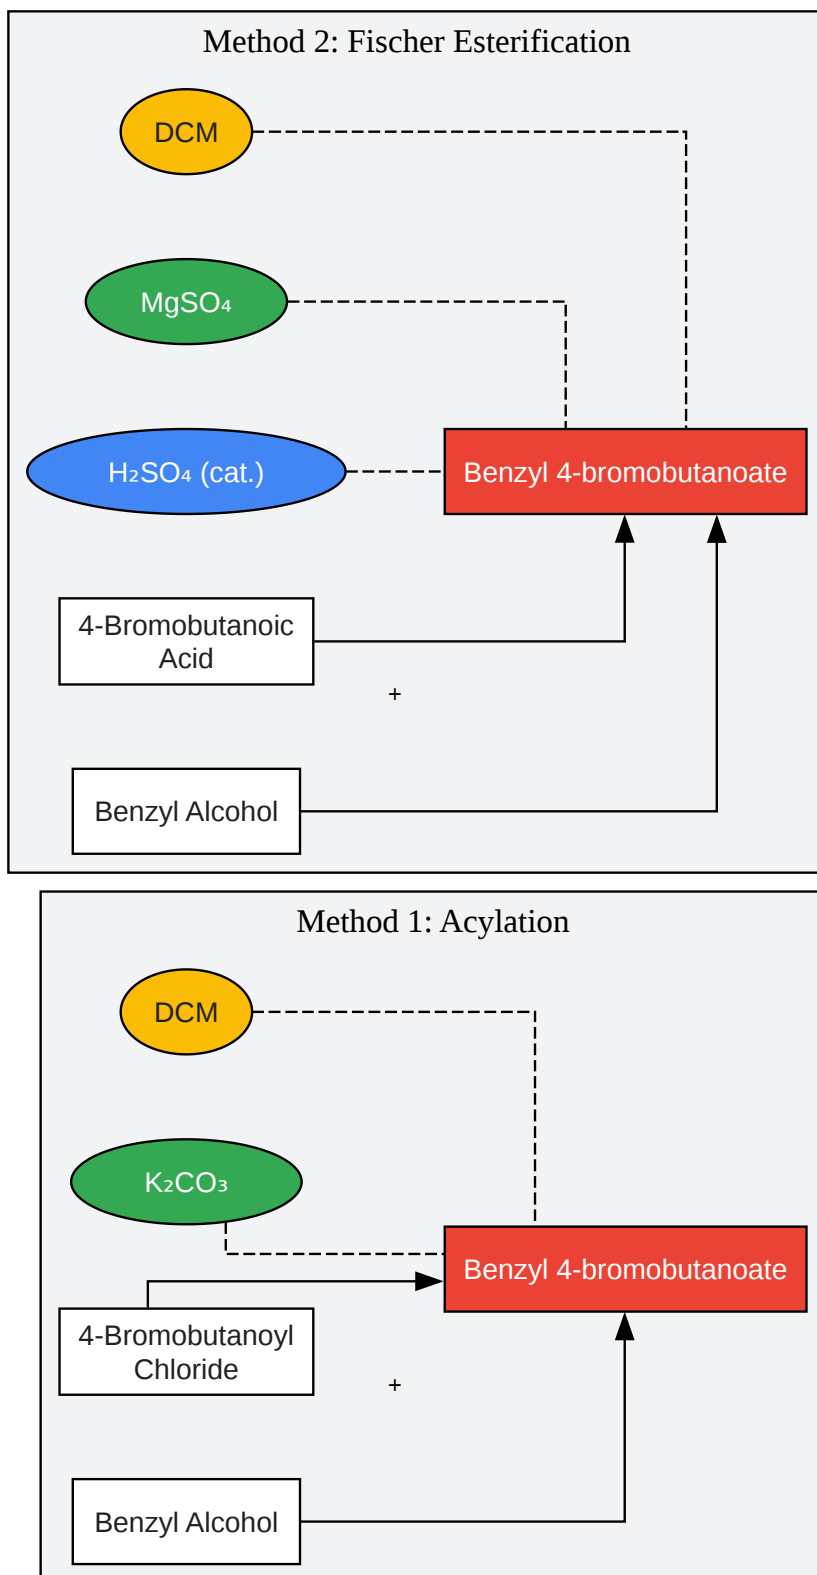 Method 2: Fischer Esterification
DCM
MgSO₄
H₂SO₄ (cat.)
Benzyl 4-bromobutanoate
4-Bromobutanoic
Acid
+
Benzyl Alcohol
Method 1: Acylation
DCM
K₂CO₃
Benzyl 4-bromobutanoate
4-Bromobutanoyl
Chloride
+
Benzyl Alcohol